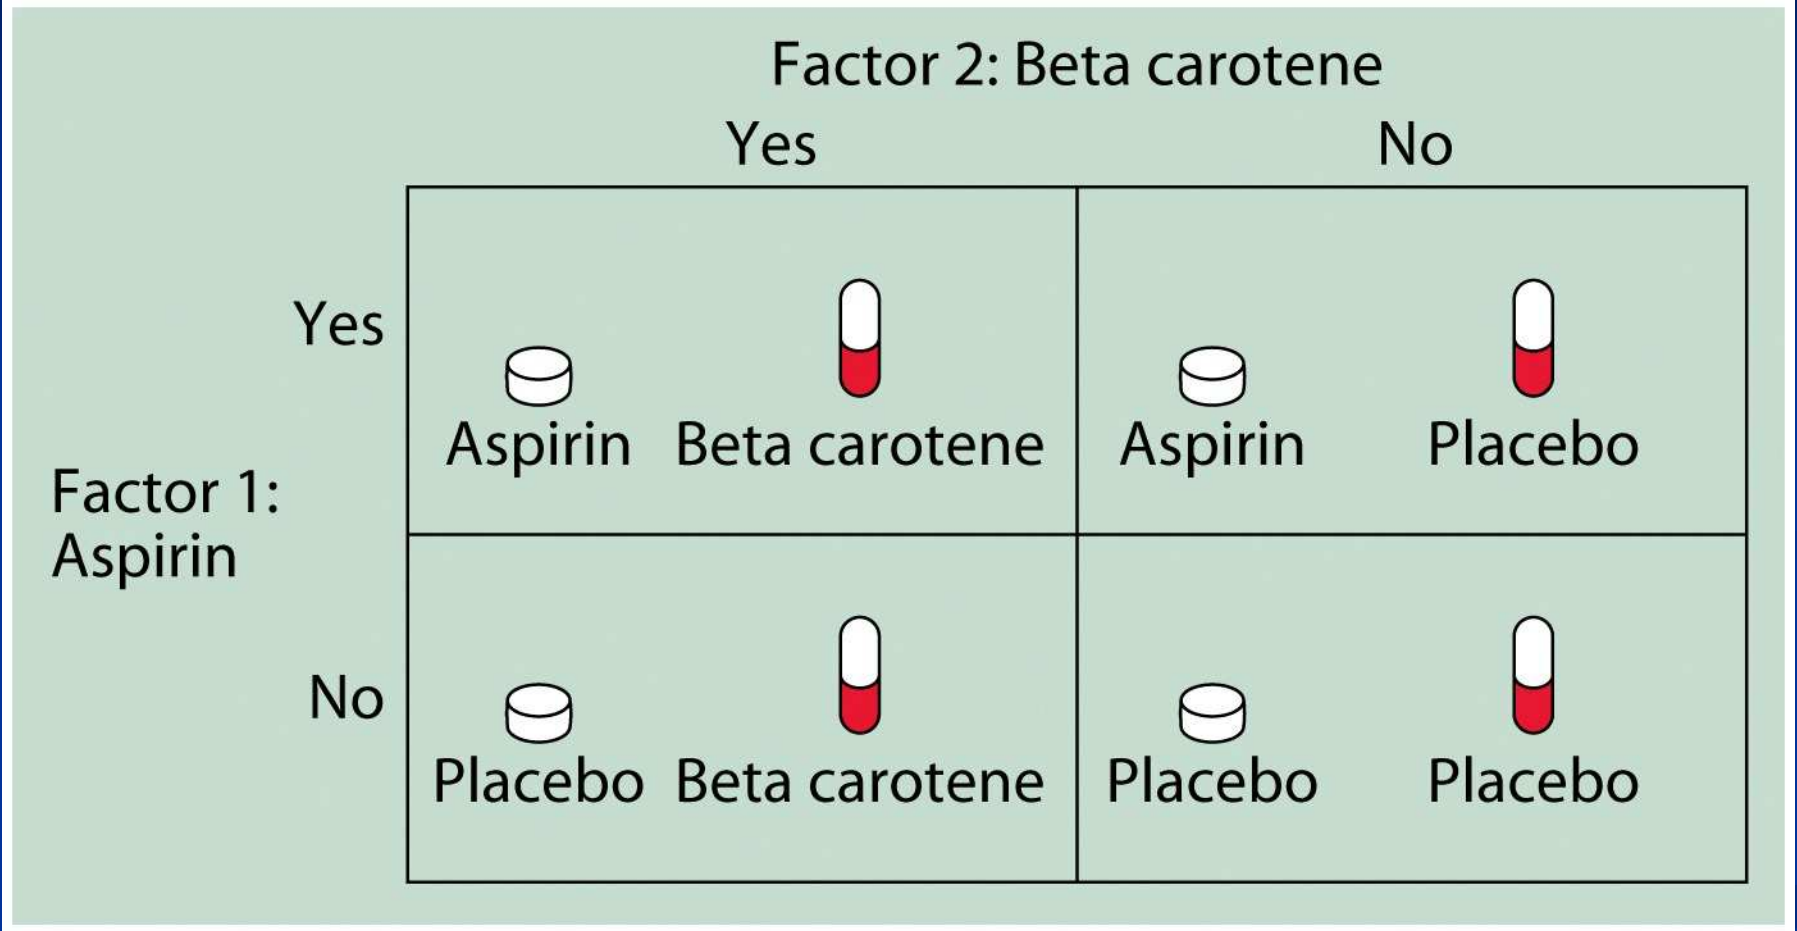 Factor 2: Beta carotene
Yes No
Yes
Aspirin Beta carotene Aspirin Placebo
Factor 1:
Aspirin
No
Placebo Beta carotene Placebo Placebo